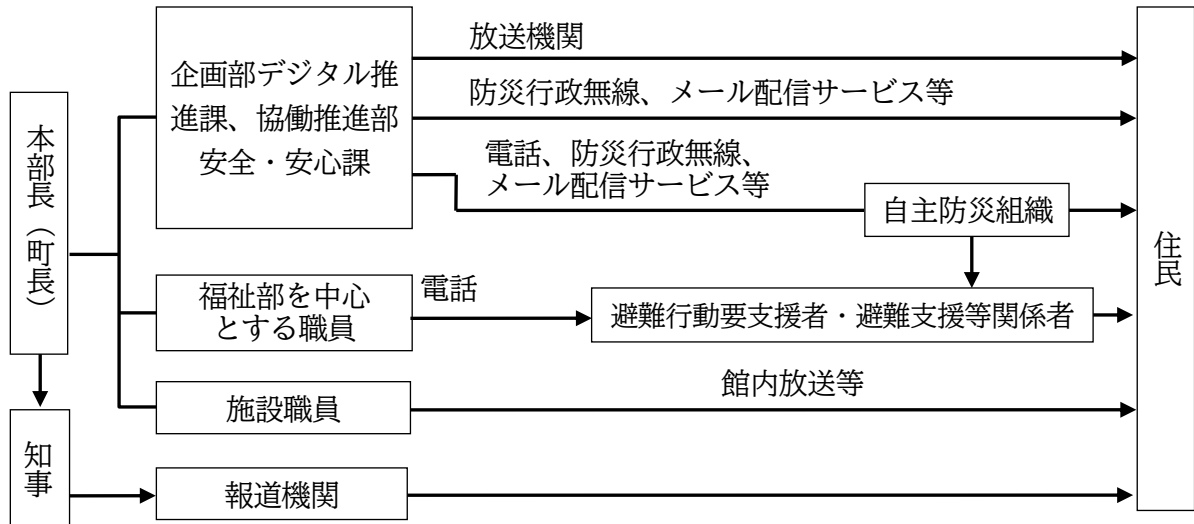 本部長（町長）
知事
企画部デジタル推
進課、協働推進部
安全・安心課
放送機関
防災行政無線、メール配信サービス等
電話、防災行政無線、
メール配信サービス等
自主防災組織
福祉部を中心
とする職員
電話
避難行動要支援者・避難支援等関係者
施設職員
館内放送等
報道機関
住民